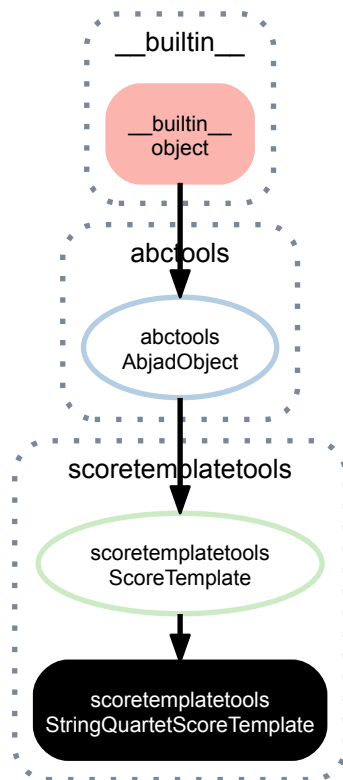 __builtin__
__builtin__
object
abctools
abctools
AbjadObject
scoretemplatetools
scoretemplatetools
ScoreTemplate
scoretemplatetools
StringQuartetScoreTemplate